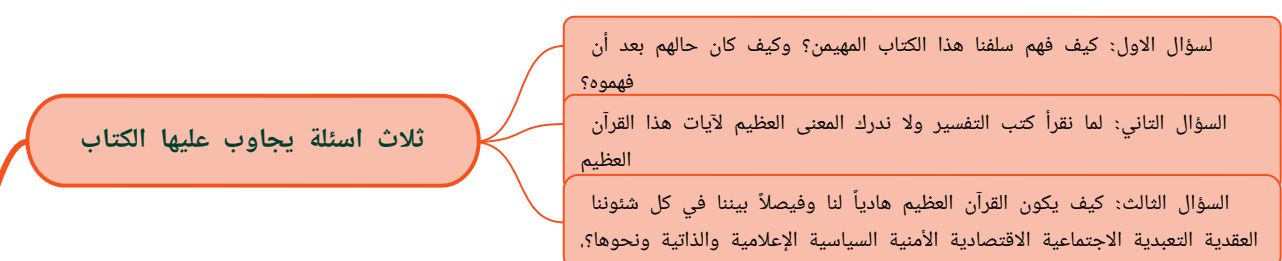 ثلاث اسئلة يجاوب عليها الكتاب
لسؤال الاول: كيف فهم سلفنا هذا الكتاب المهيمن؟ وكيف كان حالهم بعد أن
فهموه؟
السؤال الثاني: لما نقرأ كتب التفسير ولا ندرك المعنى العظيم لآيات هذا القرآن
العظيم
السؤال الثالث: كيف يكون القرآن العظيم هادياً لنا وفيصلاً بيننا في كل شئوننا
العقدية التعبدية الاجتماعية الاقتصادية الأمنية السياسية الإعلامية والذاتية ونحوها؟.